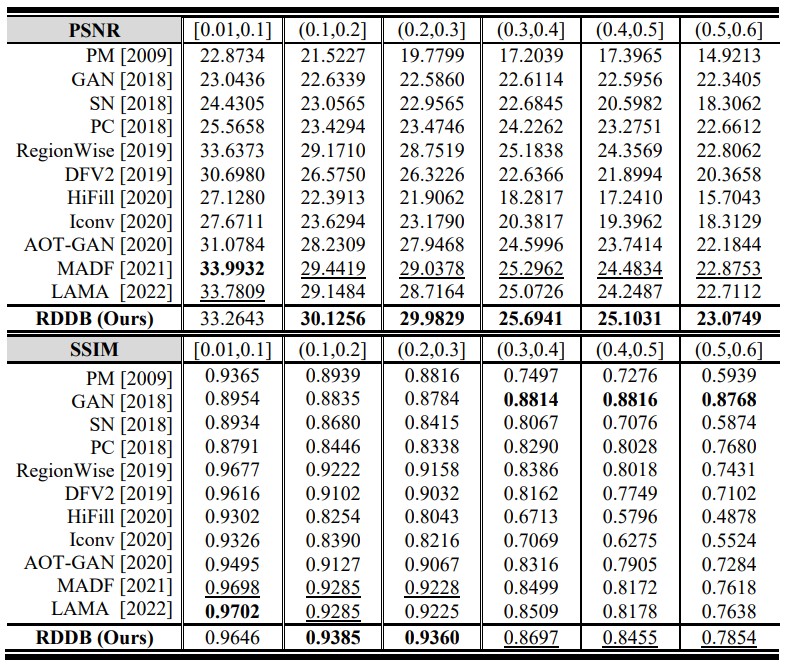 PSNR [0.01,0.1] (0.1,0.2] (0.2,0.3] (0.3,0.4] (0.4,0.5] (0.5,0.6]
PM [2009] 22.8734 21.5227 19.7799 17.2039 17.3965 14.9213
GAN [2018] 23.0436 22.6339 22.5860 22.6114 22.5956 22.3405
SN [2018] 24.4305 23.0565 22.9565 22.6845 20.5982 18.3062
PC [2018] 25.5658 23.4294 23.4746 24.2262 23.2751 22.6612
RegionWise [2019] 33.6373 29.1710 28.7519 25.1838 24.3569 22.8062
DFV2 [2019] 30.6980 26.5750 26.3226 22.6366 21.8994 20.3658
HiFill [2020] 27.1280 22.3913 21.9062 18.2817 17.2410 15.7043
Iconv [2020] 27.6711 23.6294 23.1790 20.3817 19.3962 18.3129
AOT-GAN [2020] 31.0784 28.2309 27.9468 24.5996 23.7414 22.1844
MADF [2021] 33.9932 29.4419 29.0378 25.2962 24.4834 22.8753
LAMA [2022] 33.7809 29.1484 28.7164 25.0726 24.2487 22.7112
RDDB (Ours) 33.2643 30.1256 29.9829 25.6941 25.1031 23.0749
SSIM [0.01,0.1] (0.1,0.2] (0.2,0.3] (0.3,0.4] (0.4,0.5] (0.5,0.6]
PM [2009] 0.9365 0.8939 0.8816 0.7497 0.7276 0.5939
GAN [2018] 0.8954 0.8835 0.8784 0.8814 0.8816 0.8768
SN [2018] 0.8934 0.8680 0.8415 0.8067 0.7076 0.5874
PC [2018] 0.8791 0.8446 0.8338 0.8290 0.8028 0.7680
RegionWise [2019] 0.9677 0.9222 0.9158 0.8386 0.8018 0.7431
DFV2 [2019] 0.9616 0.9102 0.9032 0.8162 0.7749 0.7102
HiFill [2020] 0.9302 0.8254 0.8043 0.6713 0.5796 0.4878
Iconv [2020] 0.9326 0.8390 0.8216 0.7069 0.6275 0.5524
AOT-GAN [2020] 0.9495 0.9127 0.9067 0.8316 0.7905 0.7284
MADF [2021] 0.9698 0.9285 0.9228 0.8499 0.8172 0.7618
LAMA [2022] 0.9702 0.9285 0.9225 0.8509 0.8178 0.7638
RDDB (Ours) 0.9646 0.9385 0.9360 0.8697 0.8455 0.7854